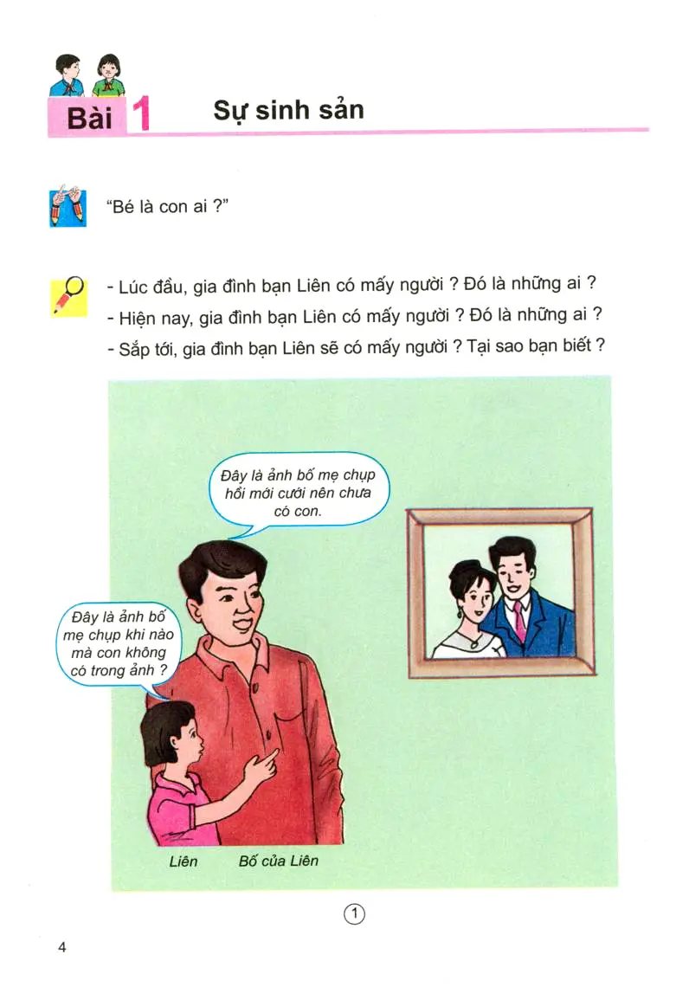 Bài 1 Sự sinh sản
“Bé là con ai ?”
- Lúc đầu, gia đình bạn Liên có mấy người ? Đó là những ai ?
- Hiện nay, gia đình bạn Liên có mấy người ? Đó là những ai ?
- Sắp tới, gia đình bạn Liên sẽ có mấy người ? Tại sao bạn biết ?
Đây là ảnh bố mẹ chụp
hồi mới cưới nên chưa
có con.
Đây là ảnh bố
mẹ chụp khi nào
mà con không
có trong ảnh ?
Liên Bố của Liên
1
4